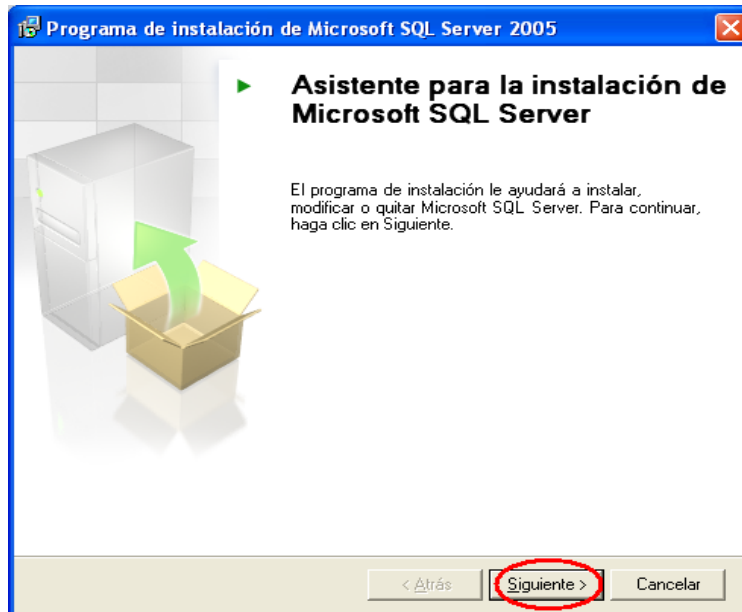 Programa de instalación de Microsoft SQL Server 2005
Asistente para la instalación de
Microsoft SQL Server
El programa de instalación le ayudará a instalar,
modificar o quitar Microsoft SQL Server. Para continuar,
haga clic en Siguiente.
< Atrás
Siguiente >
Cancelar